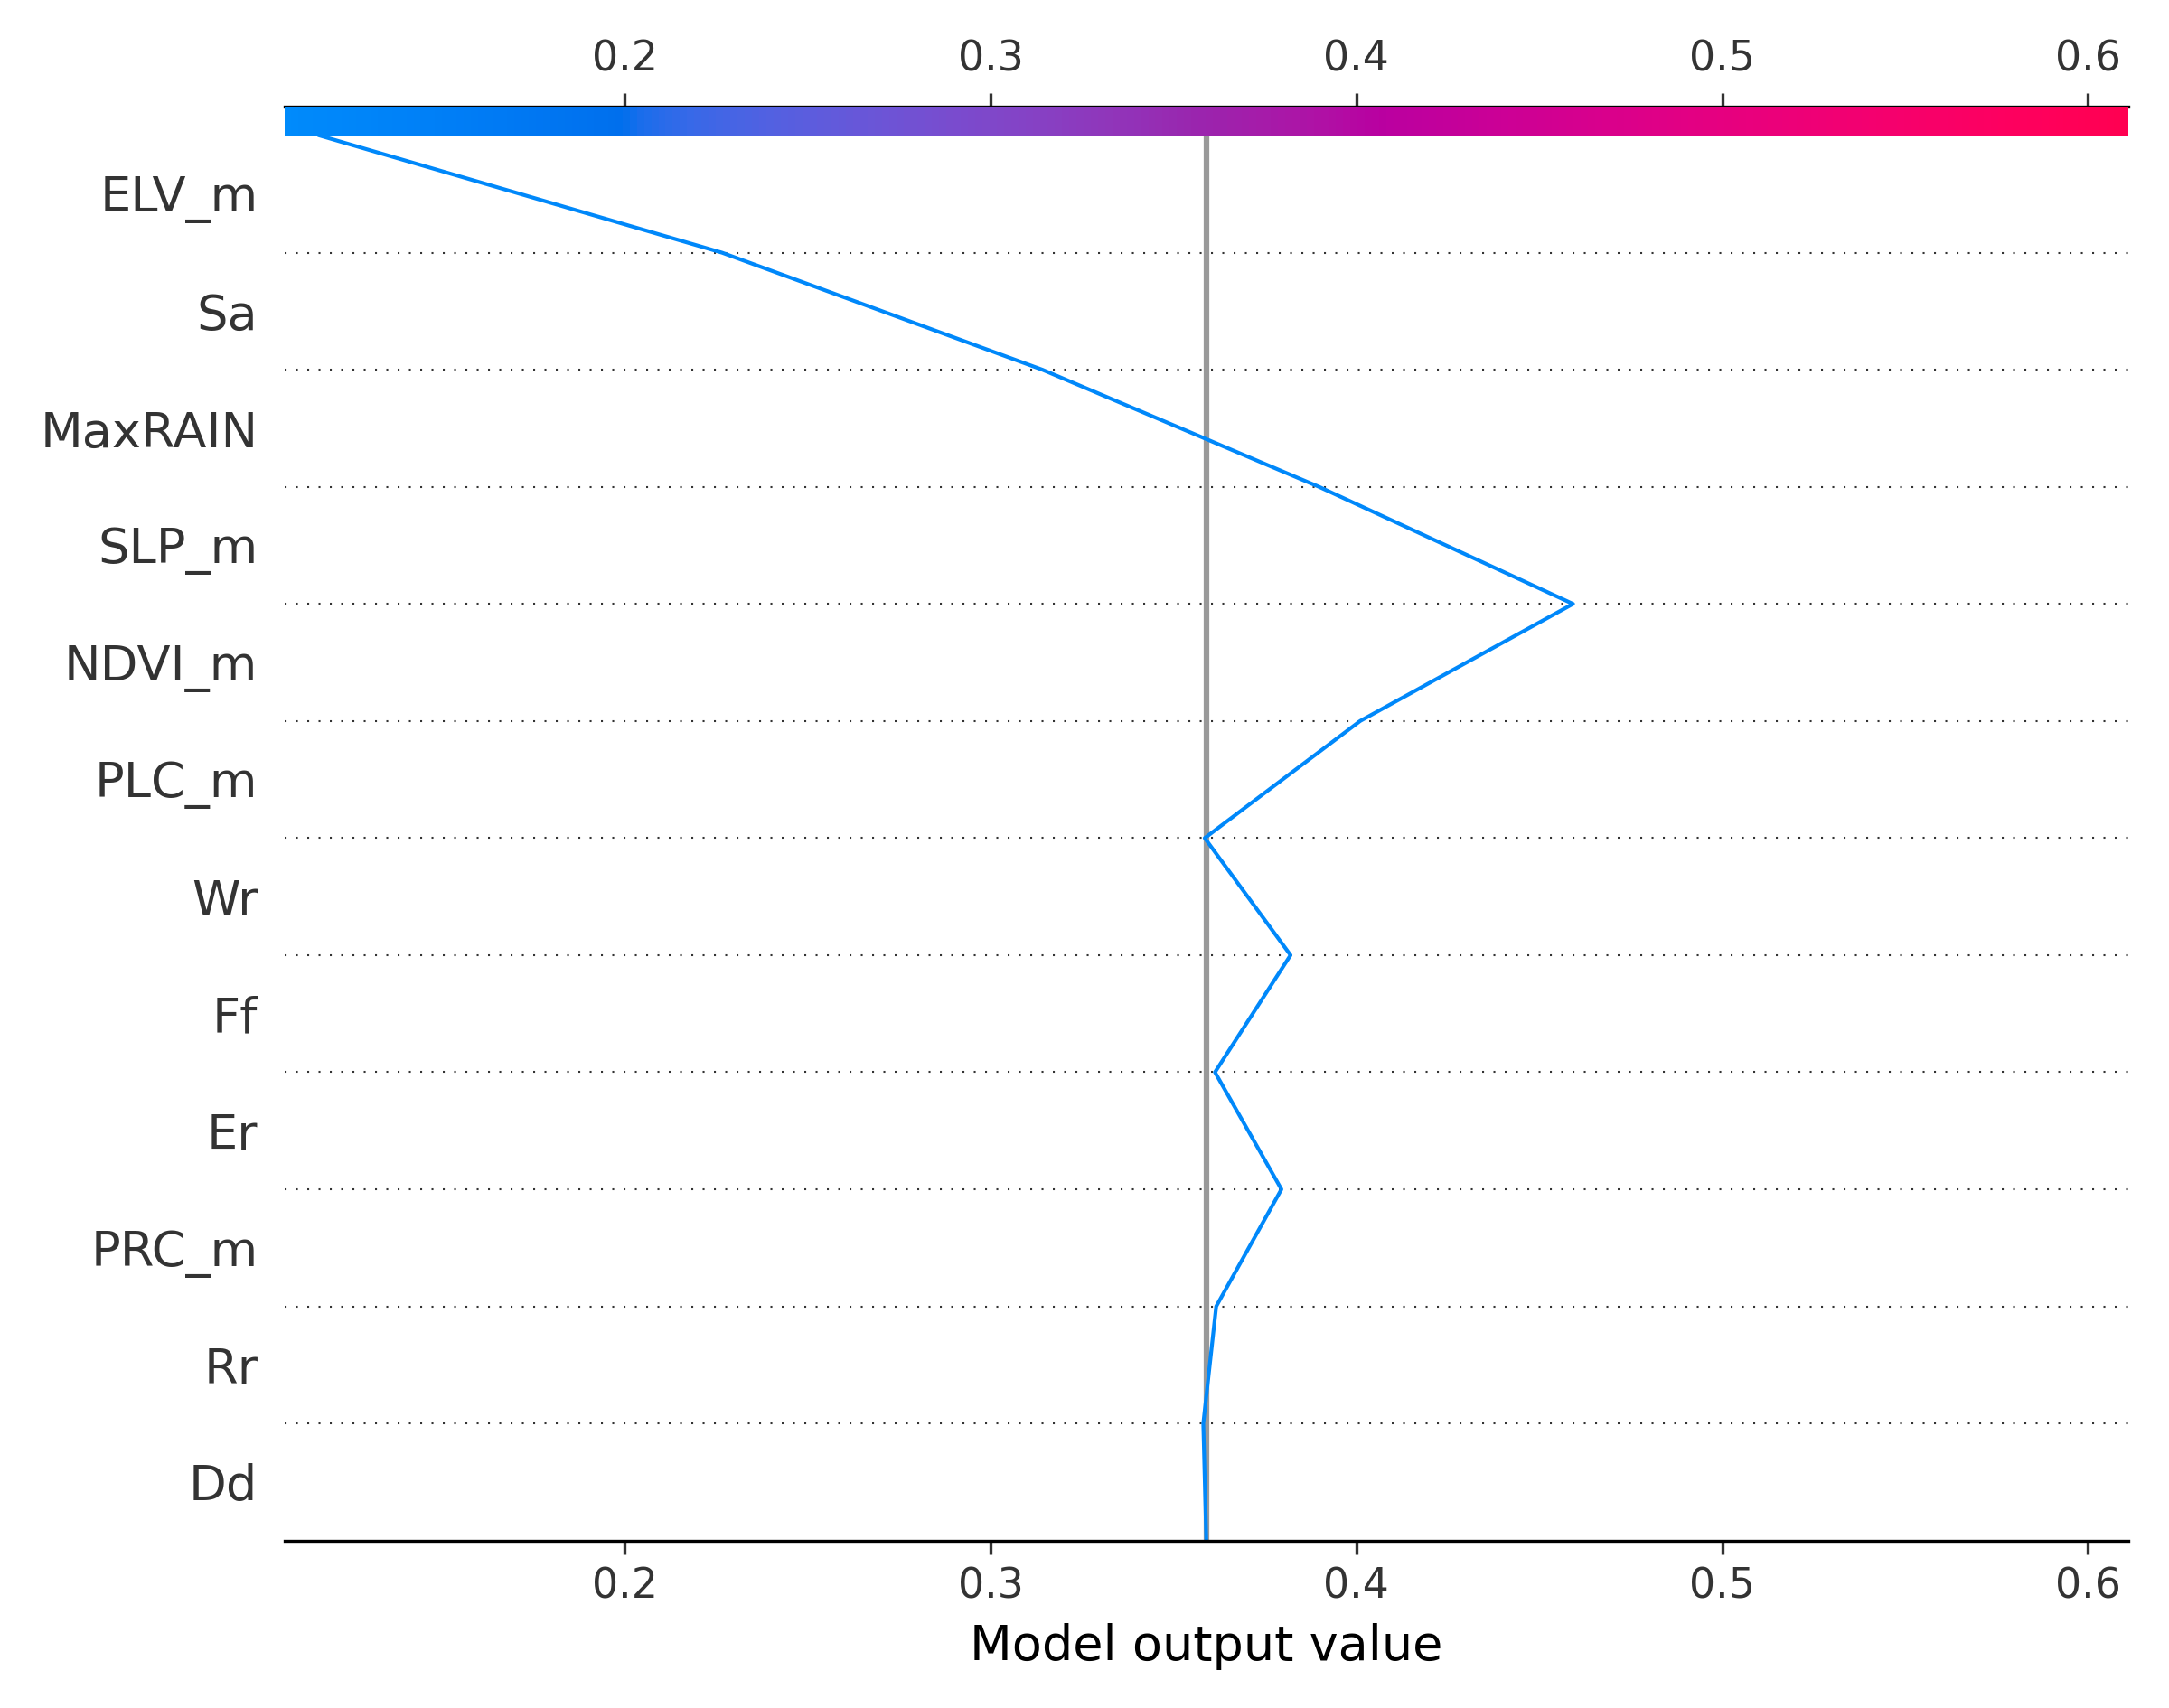 0.2 0.3 0.4 0.5 0.6
ELV_m
Sa
MaxRAIN
SLP_m
NDVI_m
PLC_m
Wr
Ff
Er
PRC_m
Rr
Dd
0.2 0.3 0.4 0.5 0.6
Model output value